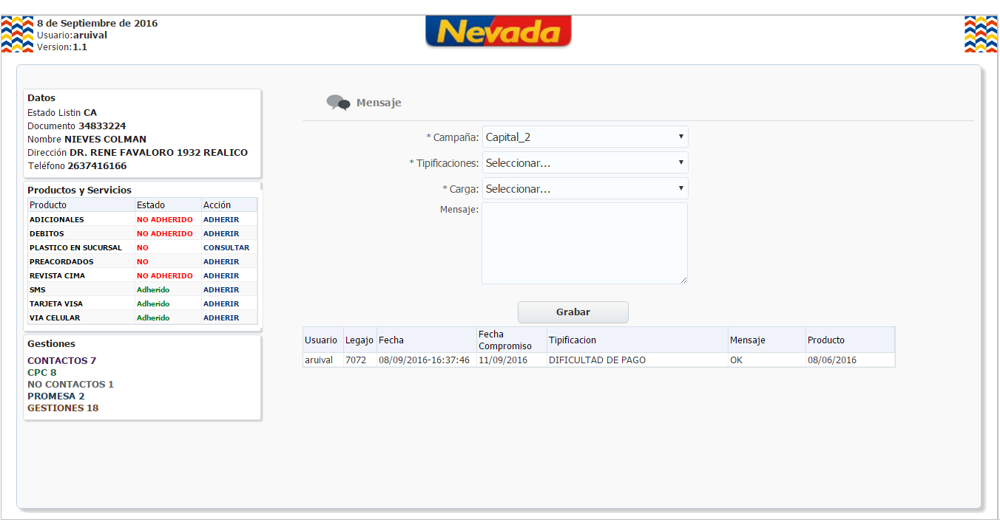 8 de Septiembre de 2016
Usuario:aruival
Version:1.1
Nevada
Datos
Estado Listin CA
Documento 34833224
Nombre NIEVES COLMAN
Dirección DR. RENE FAVALORO 1932 REALICO
Teléfono 2637416166
Productos y Servicios
Producto Estado Acción
ADICIONALES NO ADHERIDO ADHERIR
DEBITOS NO ADHERIDO ADHERIR
PLASTICO EN SUCURSAL NO CONSULTAR
PREACORDADOS NO ADHERIR
REVISTA CIMA NO ADHERIDO ADHERIR
SMS Adherido ADHERIR
TARJETA VISA Adherido ADHERIR
VIA CELULAR Adherido ADHERIR
Gestiones
CONTACTOS 7
CPC 8
NO CONTACTOS 1
PROMESA 2
GESTIONES 18
Mensaje
* Campaña: Capital_2
* Tipificaciones: Seleccionar...
* Carga: Seleccionar...
Mensaje:
Grabar
Usuario Legajo Fecha Fecha Compromiso Tipificacion Mensaje Producto
aruival 7072 08/09/2016-16:37:46 11/09/2016 DIFICULTAD DE PAGO OK 08/06/2016